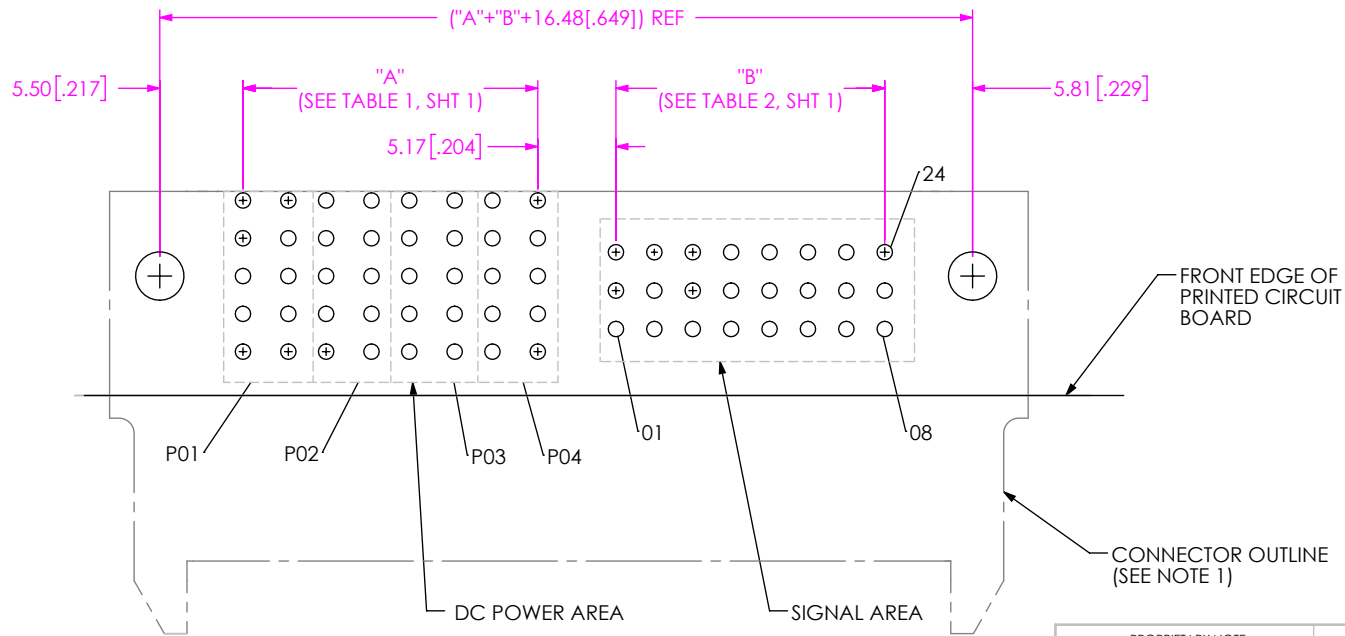 ("A"+"B"+16.48[.649]) REF
5.50[.217]
"A"
(SEE TABLE 1, SHT 1)
"B"
(SEE TABLE 2, SHT 1)
5.81[.229]
5.17[.204]
24
FRONT EDGE OF
PRINTED CIRCUIT
BOARD
P01
P02
P03
P04
01
08
CONNECTOR OUTLINE
(SEE NOTE 1)
DC POWER AREA
SIGNAL AREA
PROPRIETARY NOTE